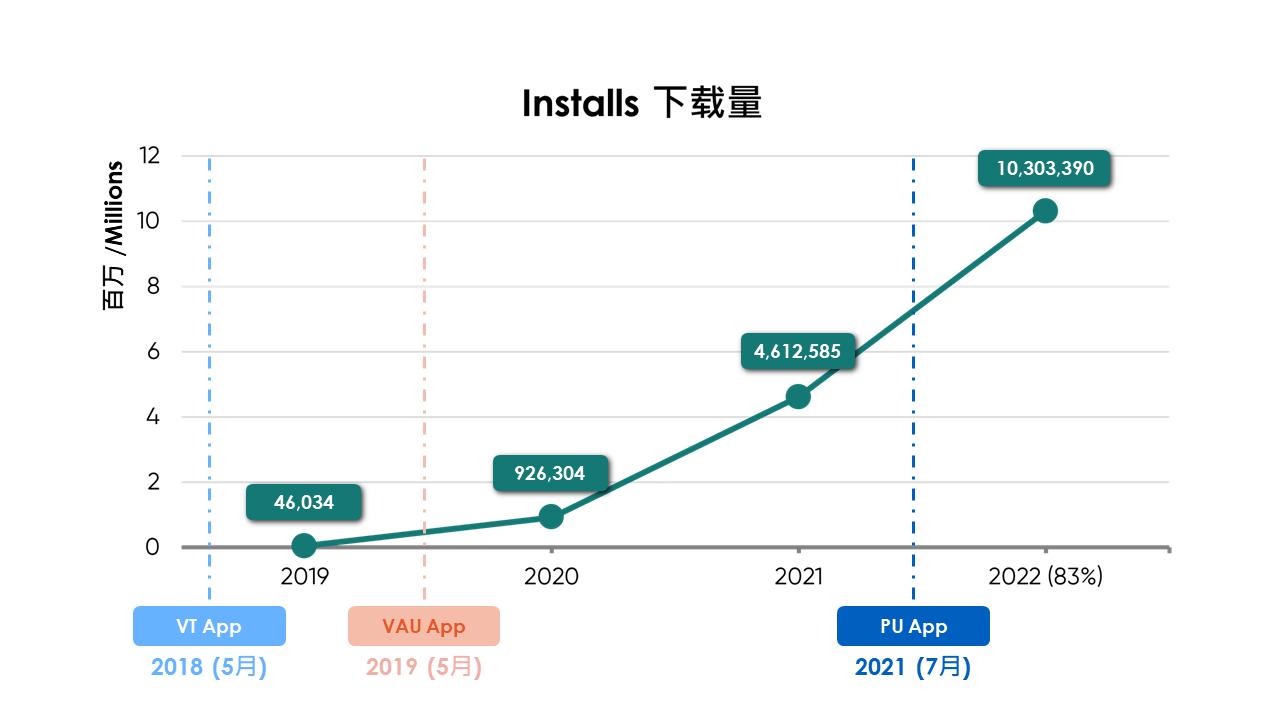 Installs 下载量
百万 /Millions
12
10
8
6
4
2
0
46,034
926,304
4,612,585
10,303,390
2019
2020
2021
2022 (83%)
VT App
2018 (5月)
VAU App
2019 (5月)
PU App
2021 (7月)